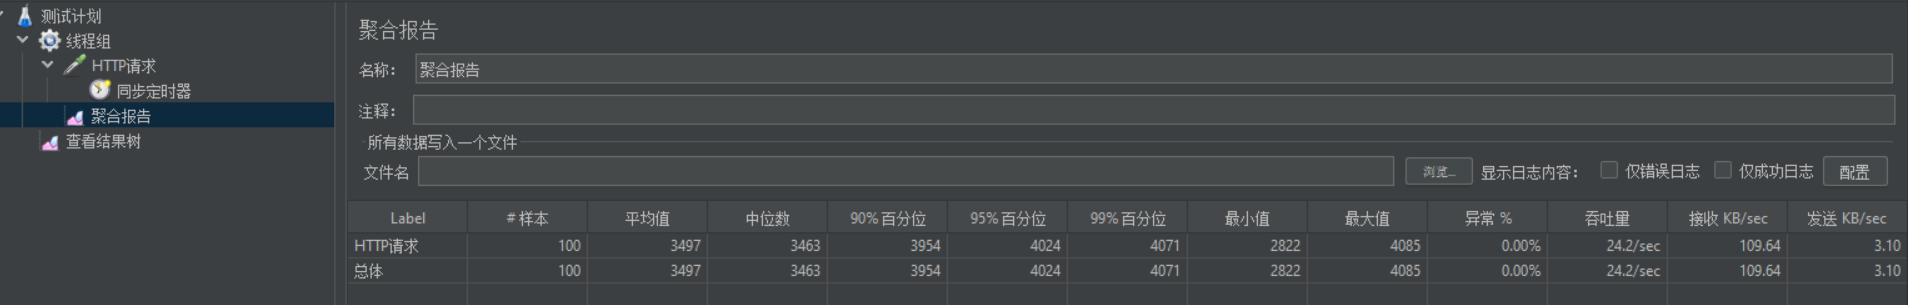 测试计划
线程组
HTTP请求
同步定时器
聚合报告
查看结果树
聚合报告
名称： 聚合报告
注释：
所有数据写入一个文件
文件名 浏览... 显示日志内容： 仅错误日志 仅成功日志 配置
Label # 样本 平均值 中位数 90% 百分位 95% 百分位 99% 百分位 最小值 最大值 异常 % 吞吐量 接收 KB/sec 发送 KB/sec
HTTP请求 100 3497 3463 3954 4024 4071 2822 4085 0.00% 24.2/sec 109.64 3.10
总体 100 3497 3463 3954 4024 4071 2822 4085 0.00% 24.2/sec 109.64 3.10